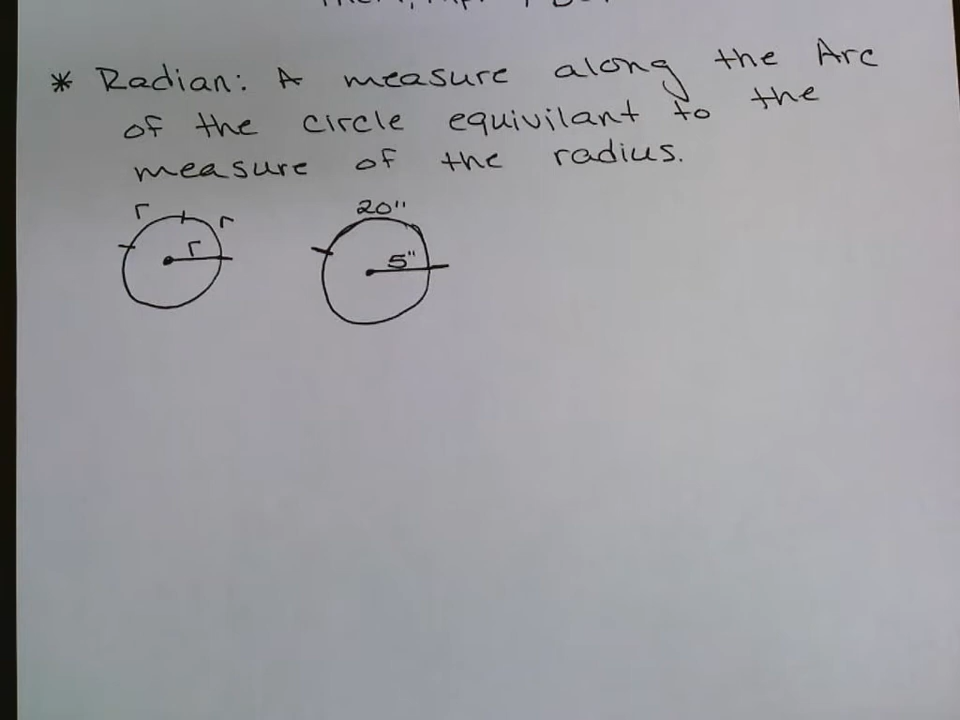 * Radian: A measure along the Arc
of the circle equivilant to the
measure of the radius.
r r r
20"
5"